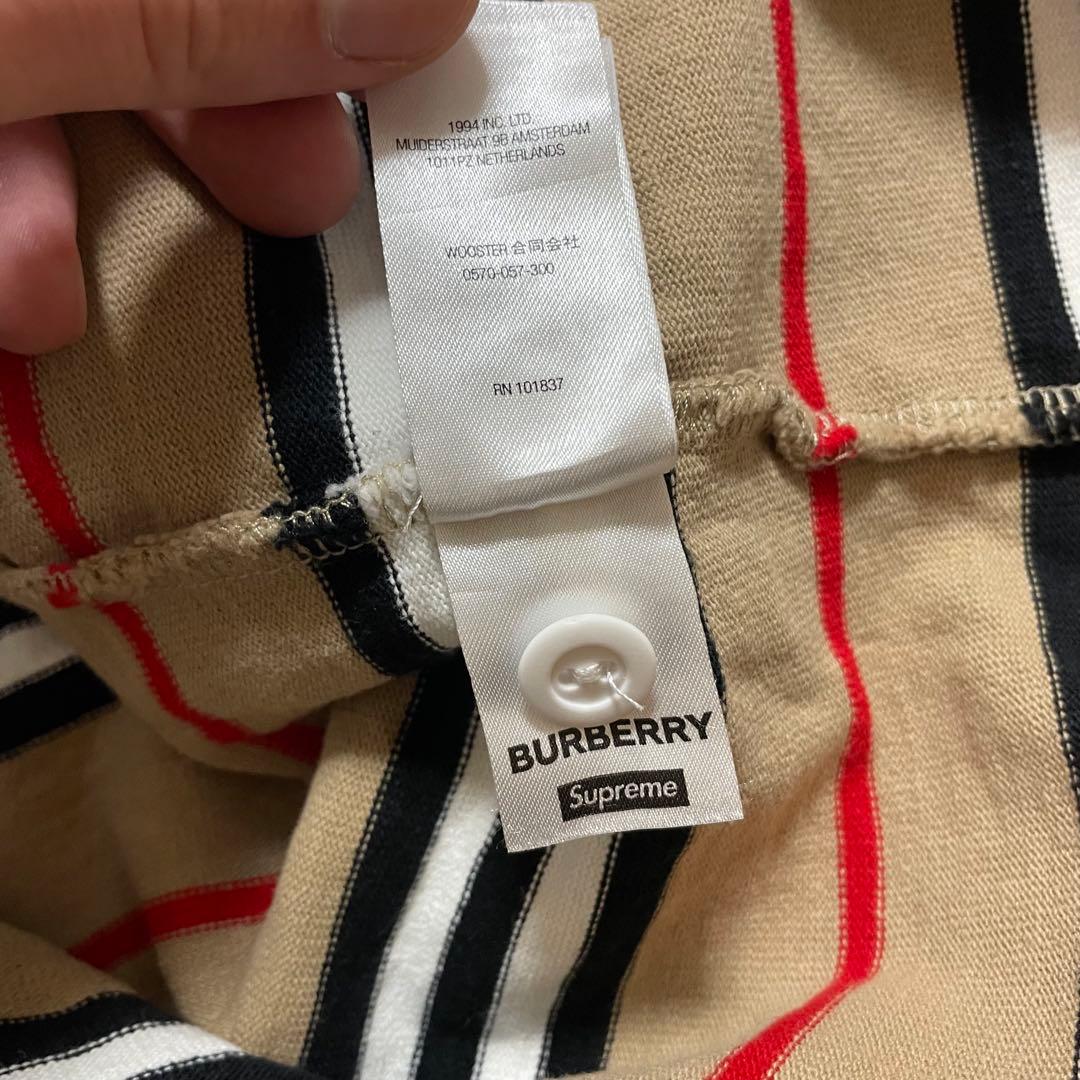 1994 INC. LTD.
MUIDERSTRAAT 9B AMSTERDAM
1011PZ NETHERLANDS
WOOSTER 合同会社
0570-057-300
RN 101837
BURBERRY
Supreme